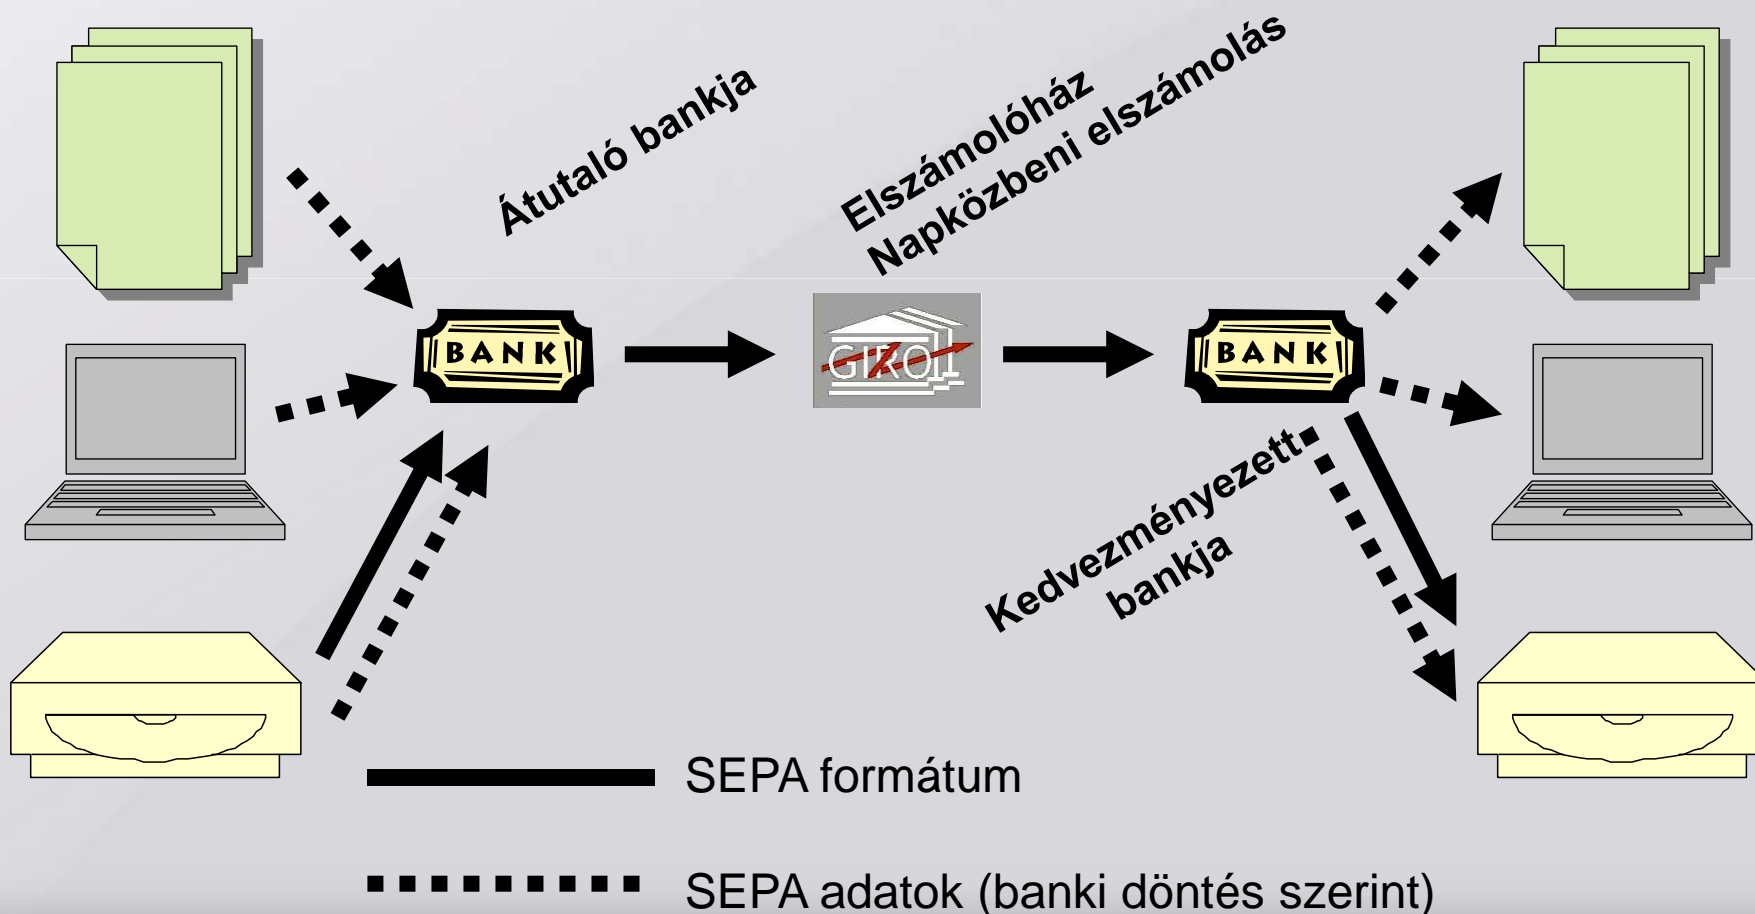 Átutaló bankja
Elszámolóház
Napközbeni elszámolás
BANK
GIRO
BANK
Kedvezményezett
bankja
SEPA formátum
SEPA adatok (banki döntés szerint)